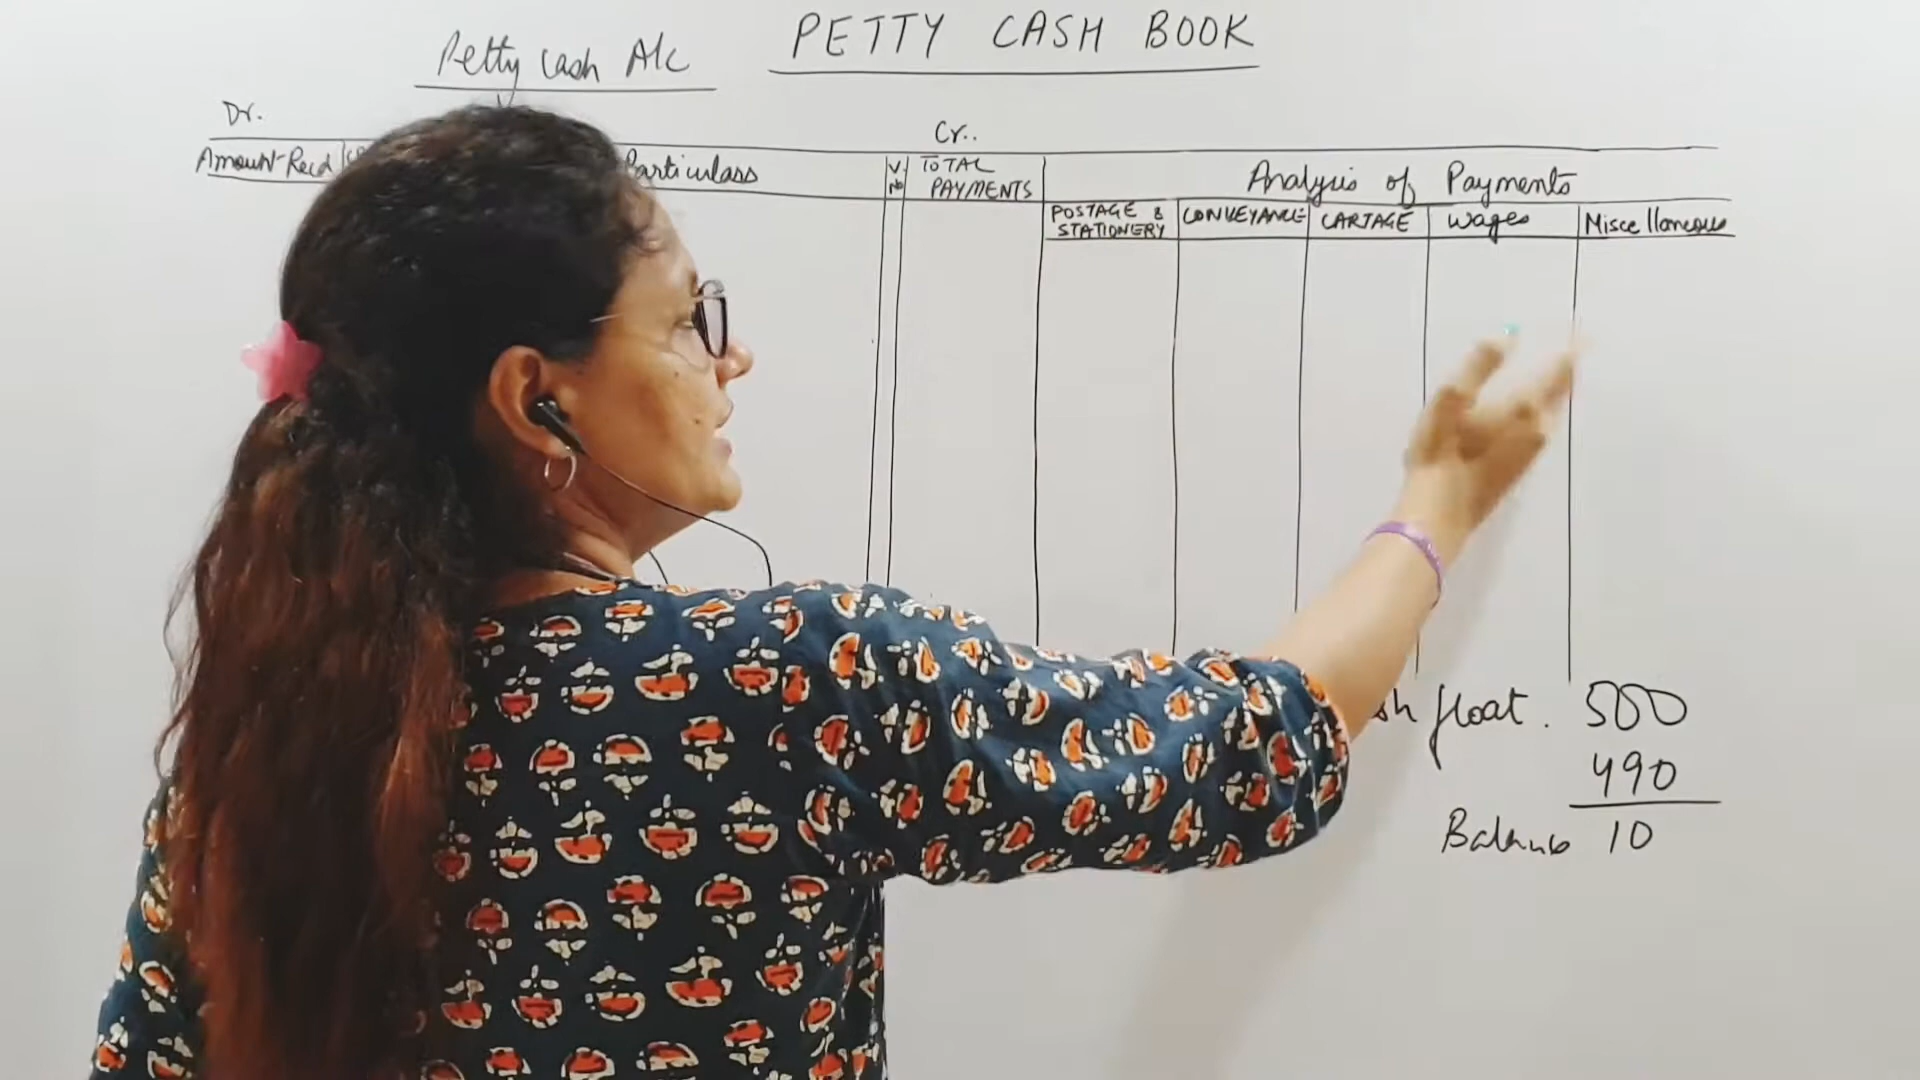 PETTY CASH BOOK
Petty Cash A/c
Dr.
Cr..
Amount Recd
Particulars
V. No
TOTAL PAYMENTS
Analysis of Payments
POSTAGE & STATIONERY
CONVEYANCE
CARTAGE
Wages
Miscellaneous
float. 500
490
Balance 10